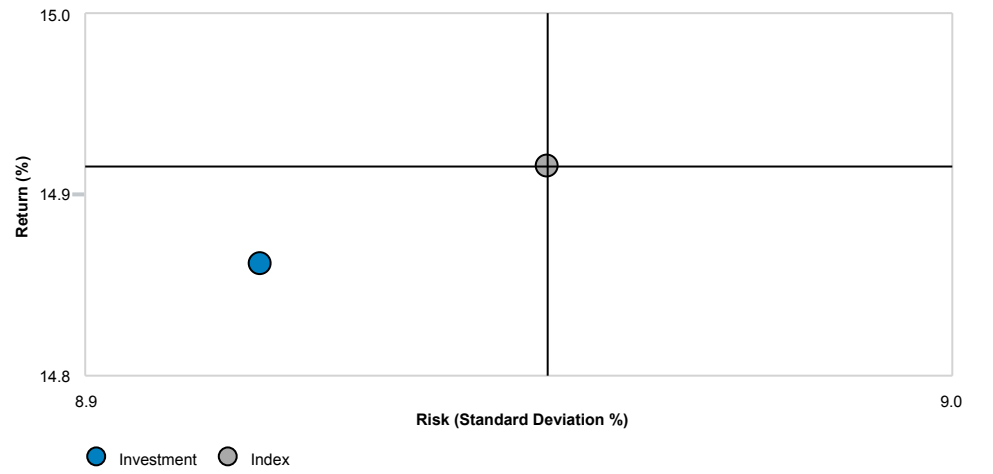 15.0
Return (%)
14.9
14.8
8.9
9.0
Risk (Standard Deviation %)
Investment
Index